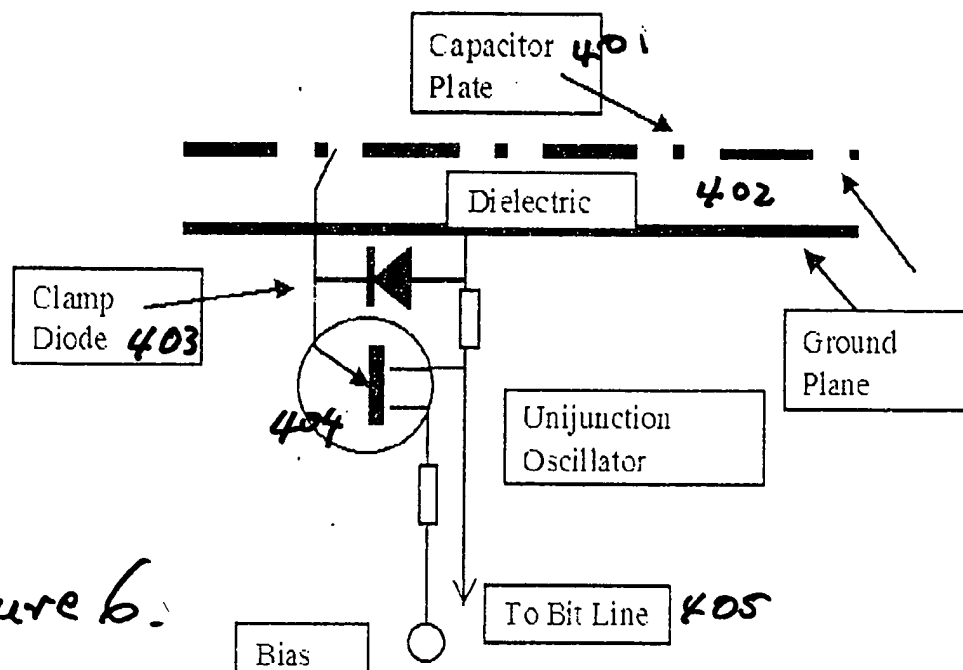 Capacitor 401
Plate
402
Dielectric
Clamp
Diode 403
Ground
Plane
404
Unijunction
Oscillator
ure 6.
To Bit Line 405
Bias